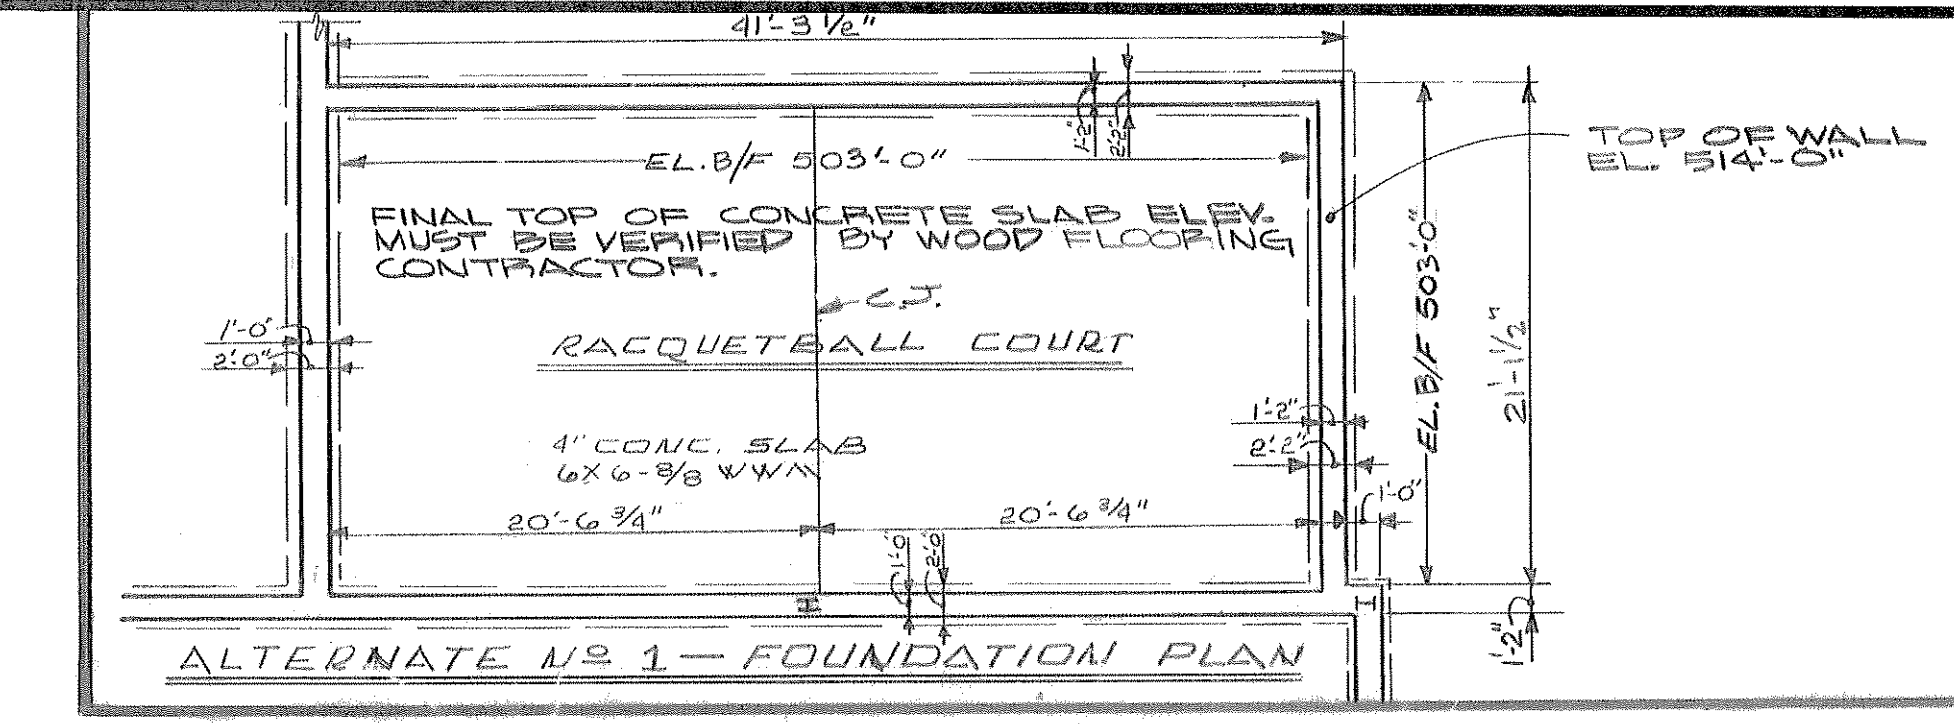 41'-3 1/2"
1'-2"
2'-2"
EL. B/F 503'-0"
TOP OF WALL
EL. 514'-0"
FINAL TOP OF CONCRETE SLAB ELEV.
MUST BE VERIFIED BY WOOD FLOORING
CONTRACTOR.
C.J.
EL. B/F 503'-0"
21'-1 1/2"
1'-0"
2'-0"
RACQUETBALL COURT
1'-2"
2'-2"
4" CONC. SLAB
6X6-8/8 WWM
1'-0"
20'-6 3/4"
20'-6 3/4"
1'-0
2'-0
1'-2"
ALTERNATE Nº 1 — FOUNDATION PLAN